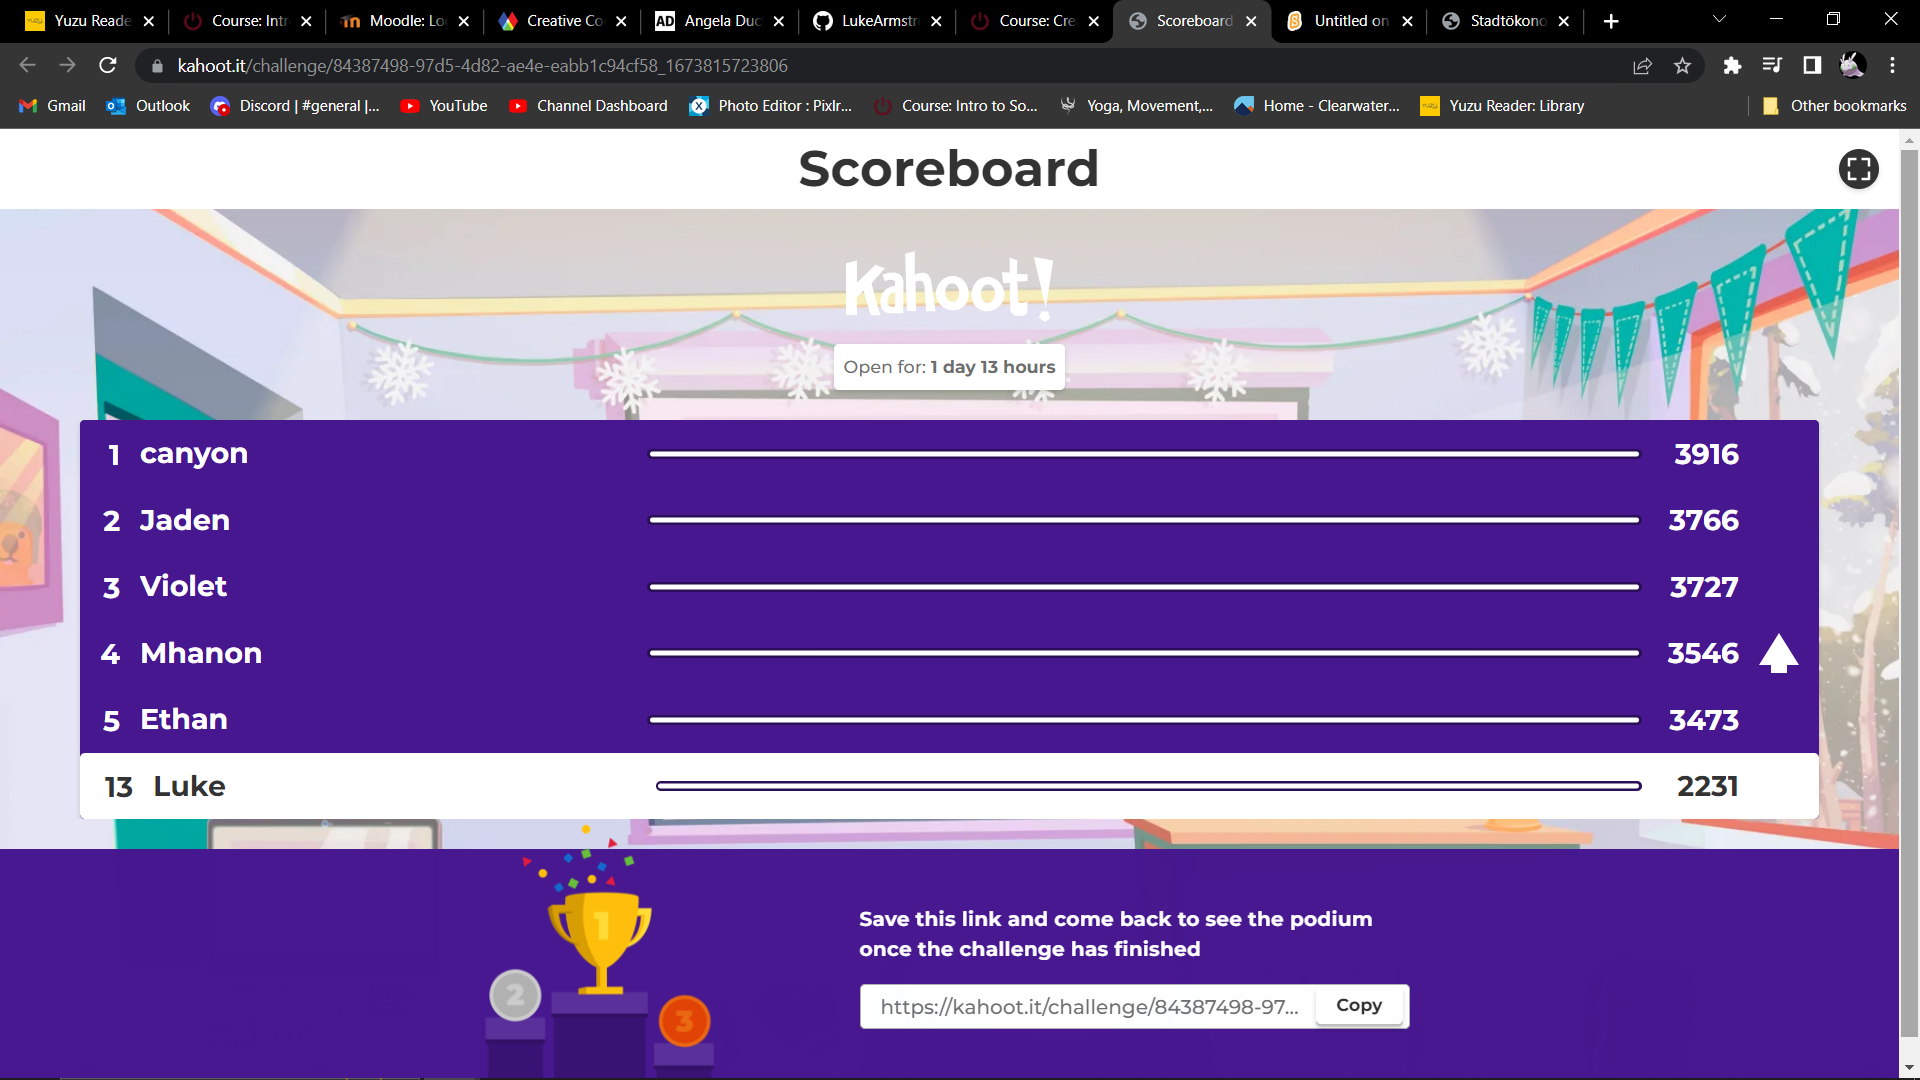 Yuzu Reade
Course: Intr
Moodle: Lo
Creative Co
AD
Angela Duc
LukeArmstr
Course: Cre
Scoreboard
Untitled on
Stadtökono
kahoot.it/challenge/84387498-97d5-4d82-ae4e-eabb1c94cf58_1673815723806
Gmail
Outlook
Discord | #general |...
YouTube
Channel Dashboard
Photo Editor : Pixlr...
Course: Intro to So...
Yoga, Movement,...
Home - Clearwater...
Yuzu Reader: Library
Other bookmarks
Scoreboard
Kahoot!
Open for: 1 day 13 hours
1 canyon 3916
2 Jaden 3766
3 Violet 3727
4 Mhanon 3546
5 Ethan 3473
13 Luke 2231
1
2
3
Save this link and come back to see the podium
once the challenge has finished
https://kahoot.it/challenge/84387498-97...
Copy